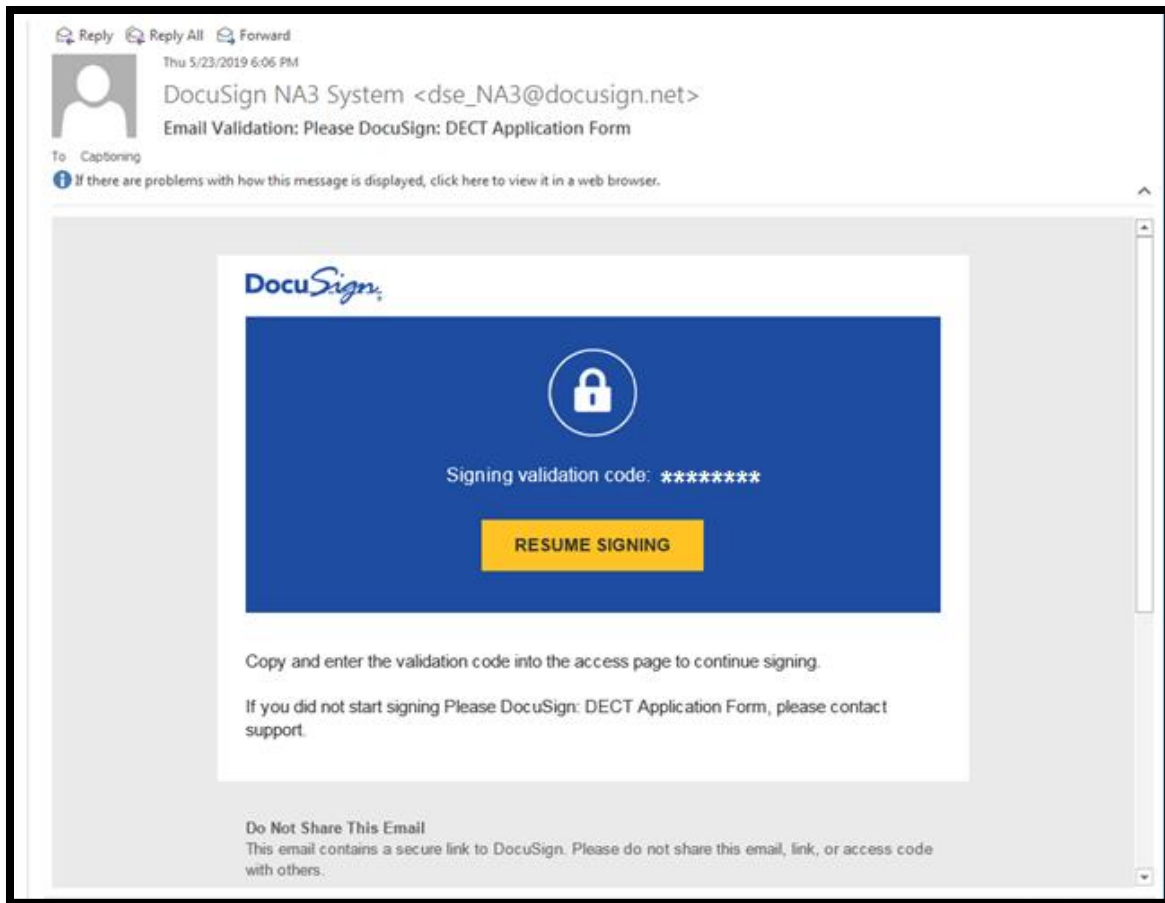 Reply Reply All Forward
Thu 5/23/2019 6:06 PM
DocuSign NA3 System <dse_NA3@docusign.net>
Email Validation: Please DocuSign: DECT Application Form
To Captioning
If there are problems with how this message is displayed, click here to view it in a web browser.
DocuSign
Signing validation code: ********
RESUME SIGNING
Copy and enter the validation code into the access page to continue signing.
If you did not start signing Please DocuSign: DECT Application Form, please contact
support.
Do Not Share This Email
This email contains a secure link to DocuSign. Please do not share this email, link, or access code
with others.